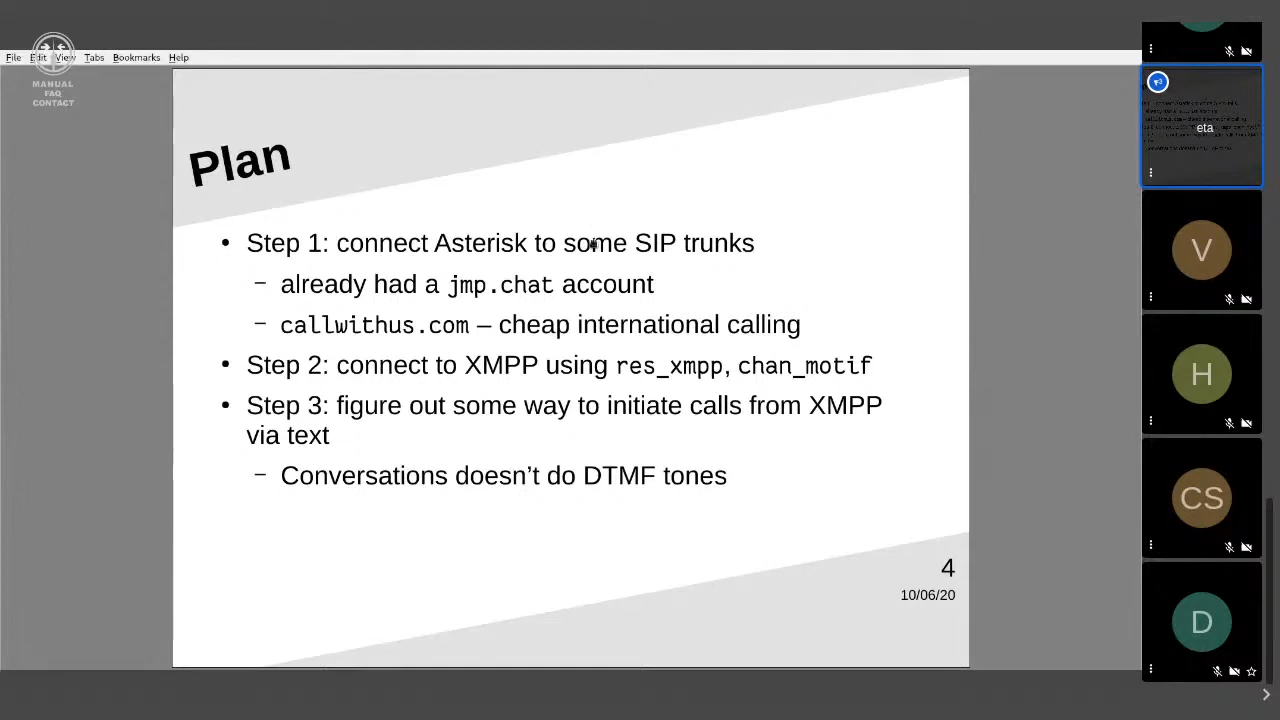 File Edit View Tabs Bookmarks Help
MANUAL
FAQ
CONTACT
Plan
• Step 1: connect Asterisk to some SIP trunks
– already had a jmp.chat account
– callwithus.com – cheap international calling
• Step 2: connect to XMPP using res_xmpp, chan_motif
• Step 3: figure out some way to initiate calls from XMPP
via text
– Conversations doesn't do DTMF tones
4
10/06/20
eta
V
H
CS
D